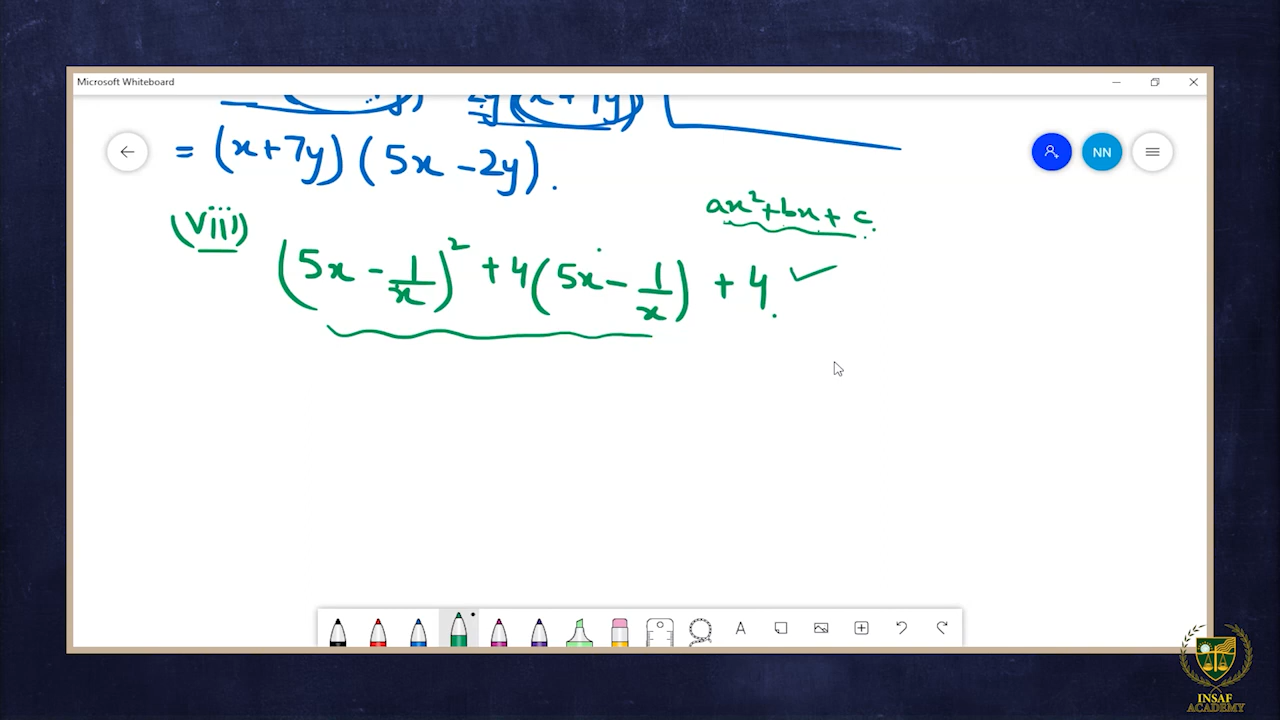 Microsoft Whiteboard
= (x+7y) (5x -2y).
NN
ax²+bx+c.
(viii)
(5x - 1/x)² + 4(5x - 1/x) + 4 ✓
A
INSAF
ACADEMY